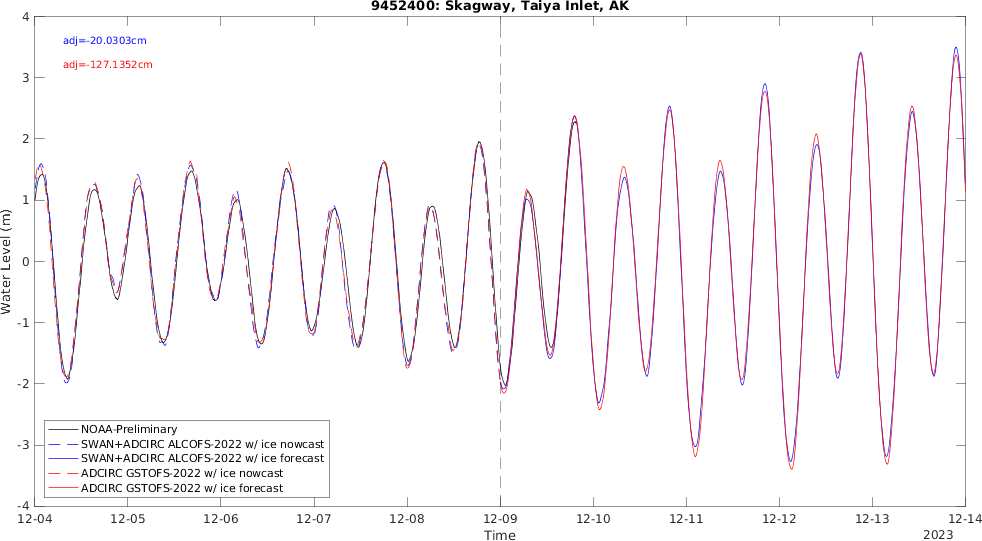 9452400: Skagway, Taiya Inlet, AK
adj=-20.0303cm
adj=-127.1352cm
4
3
2
1
0
-1
-2
-3
-4
Water Level (m)
NOAA-Preliminary
SWAN+ADCIRC ALCOFS-2022 w/ ice nowcast
SWAN+ADCIRC ALCOFS-2022 w/ ice forecast
ADCIRC GSTOFS-2022 w/ ice nowcast
ADCIRC GSTOFS-2022 w/ ice forecast
12-04 12-05 12-06 12-07 12-08 12-09 12-10 12-11 12-12 12-13 12-14
Time
2023